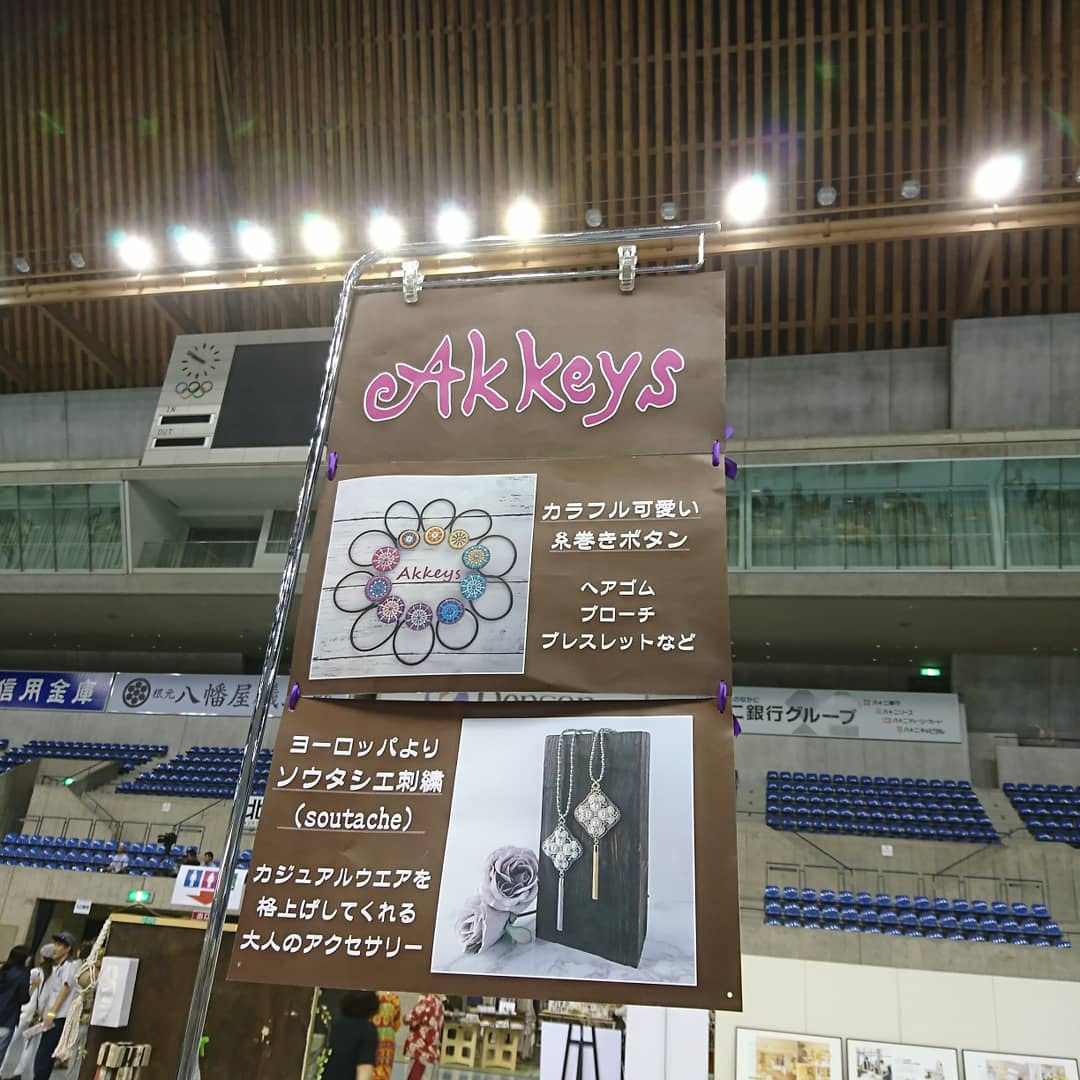 Akkeys
IN
OUT
Akkeys
カラフル可愛い
糸巻きボタン
ヘアゴム
ブローチ
ブレスレットなど
信用金庫
根元 八幡屋礒
銀行グループ
ヨーロッパより
ソウタシエ刺繍
(soutache)
カジュアルウエアを
格上げしてくれる
大人のアクセサリー